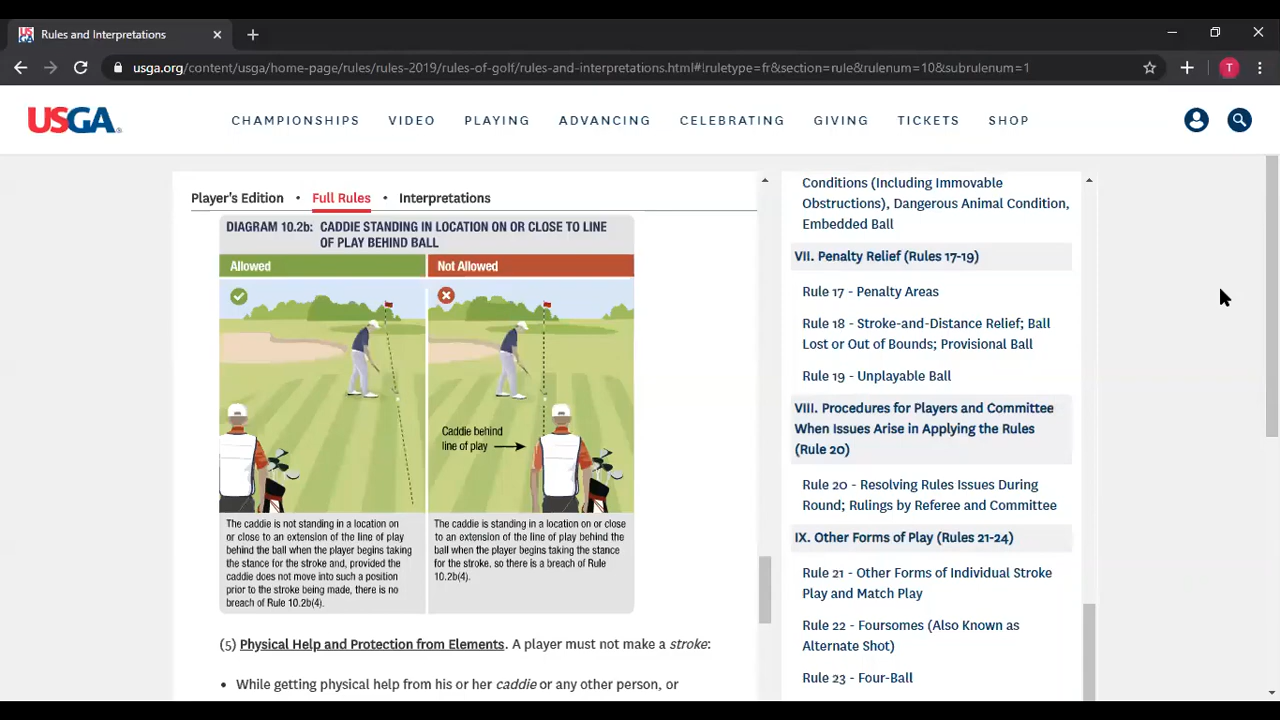 Rules and Interpretations
usga.org/content/usga/home-page/rules/rules-2019/rules-of-golf/rules-and-interpretations.html#!ruletype=fr&section=rule&rulenum=10&subrulenum=1
T
USGA
CHAMPIONSHIPS VIDEO PLAYING ADVANCING CELEBRATING GIVING TICKETS SHOP
Player's Edition • Full Rules • Interpretations
DIAGRAM 10.2b: CADDIE STANDING IN LOCATION ON OR CLOSE TO LINE
OF PLAY BEHIND BALL
Allowed
Not Allowed
Caddie behind
line of play
The caddie is not standing in a location on
or close to an extension of the line of play
behind the ball when the player begins taking
the stance for the stroke and, provided the
caddie does not move into such a position
prior to the stroke being made, there is no
breach of Rule 10.2b(4).
The caddie is standing in a location on or close
to an extension of the line of play behind the
ball when the player begins taking the stance
for the stroke, so there is a breach of Rule
10.2b(4).
(5) Physical Help and Protection from Elements. A player must not make a stroke:
• While getting physical help from his or her caddie or any other person, or
Conditions (Including Immovable
Obstructions), Dangerous Animal Condition,
Embedded Ball
VII. Penalty Relief (Rules 17-19)
Rule 17 - Penalty Areas
Rule 18 - Stroke-and-Distance Relief; Ball
Lost or Out of Bounds; Provisional Ball
Rule 19 - Unplayable Ball
VIII. Procedures for Players and Committee
When Issues Arise in Applying the Rules
(Rule 20)
Rule 20 - Resolving Rules Issues During
Round; Rulings by Referee and Committee
IX. Other Forms of Play (Rules 21-24)
Rule 21 - Other Forms of Individual Stroke
Play and Match Play
Rule 22 - Foursomes (Also Known as
Alternate Shot)
Rule 23 - Four-Ball